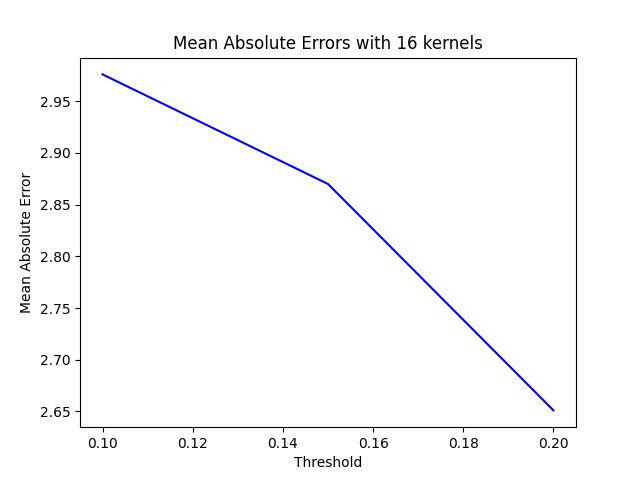 Mean Absolute Errors with 16 kernels
Mean Absolute Error
2.95
2.90
2.85
2.80
2.75
2.70
2.65
0.10 0.12 0.14 0.16 0.18 0.20
Threshold